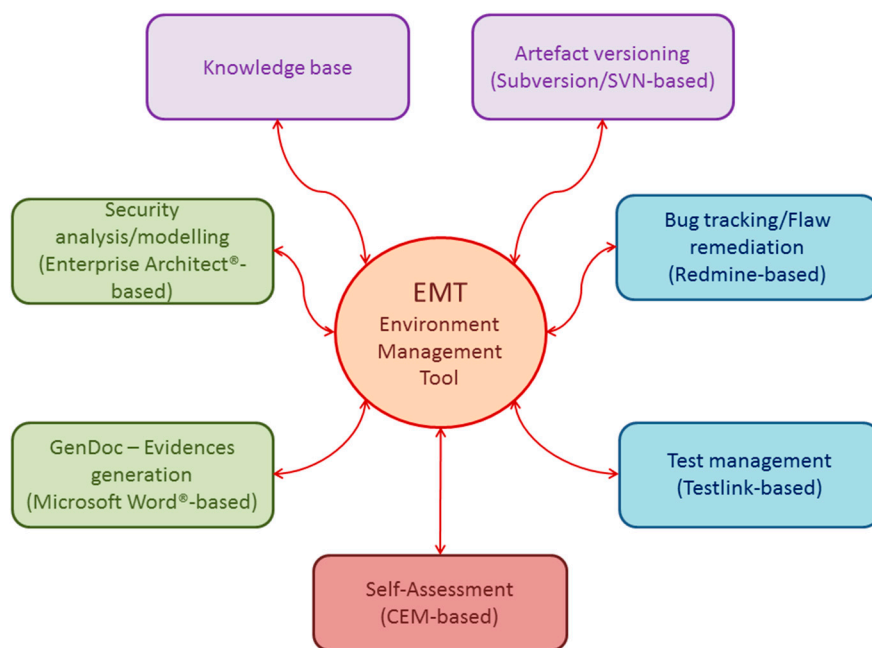 Knowledge base
Artefact versioning
(Subversion/SVN-based)
Security
analysis/modelling
(Enterprise Architect®-
based)
Bug tracking/Flaw
remediation
(Redmine-based)
EMT
Environment
Management
Tool
GenDoc – Evidences
generation
(Microsoft Word®-based)
Test management
(Testlink-based)
Self-Assessment
(CEM-based)